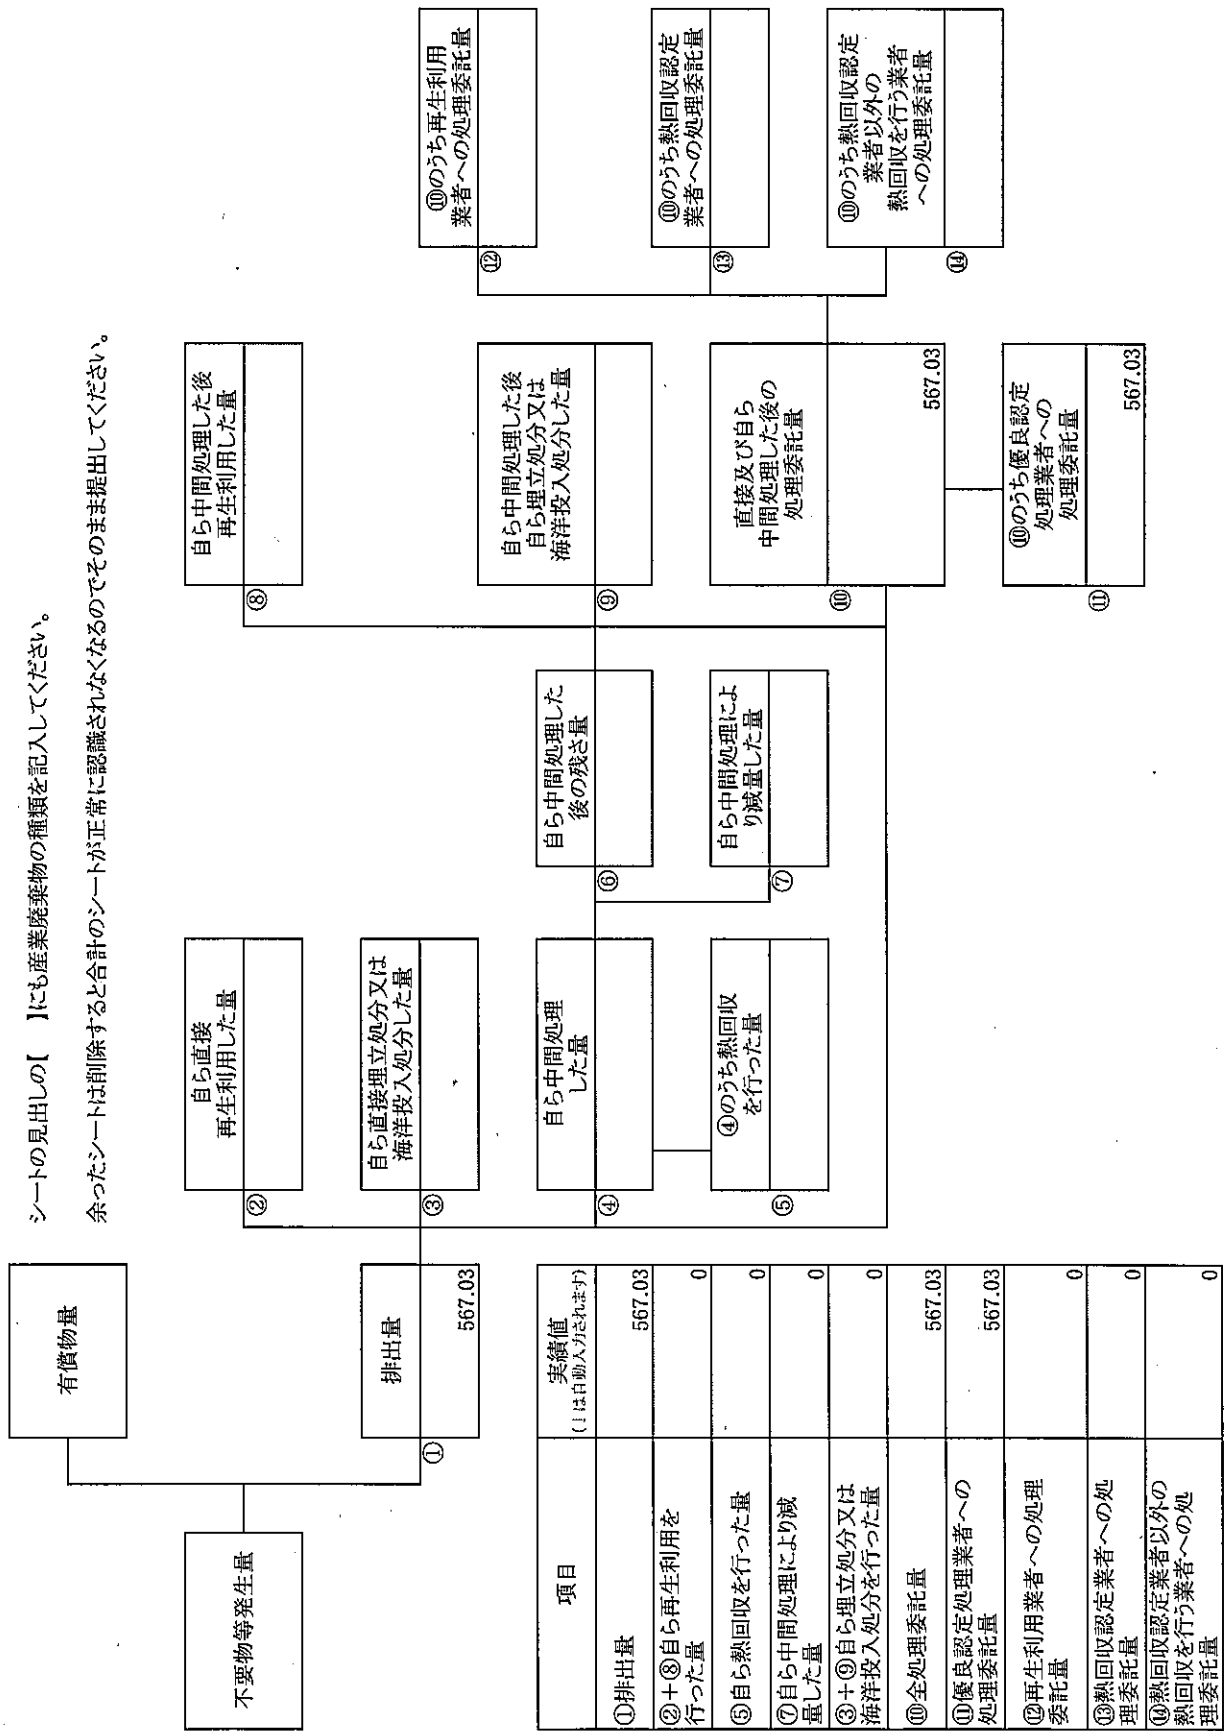 シートの見出しの【　　】にも産業廃棄物の種類を記入してください。
余ったシートは削除すると合計のシートが正常に認識されなくなるのでそのまま提出してください。
不要物等発生量
有償物量
①
排出量
567.03
②
自ら直接
再生利用した量
③
自ら直接埋立処分又は
海洋投入処分した量
④
自ら中間処理
した量
⑤
④のうち熱回収
を行った量
⑥
自ら中間処理した
後の残さ量
⑦
自ら中間処理によ
り減量した量
⑧
自ら中間処理した後
再生利用した量
⑨
自ら中間処理した後
自ら埋立処分又は
海洋投入処分した量
⑩
直接及び自ら
中間処理した後の
処理委託量
567.03
⑪
⑩のうち優良認定
処理業者への
処理委託量
567.03
⑫
⑩のうち再生利用
業者への処理委託量
⑬
⑩のうち熱回収認定
業者への処理委託量
⑭
⑩のうち熱回収認定
業者以外の
熱回収を行う業者
への処理委託量
項目
実績値
は自動入力されます)
①排出量
567.03
②＋⑧自ら再生利用を
行った量
0
⑤自ら熱回収を行った量
0
⑦自ら中間処理により減
量した量
0
③＋⑨自ら埋立処分又は
海洋投入処分を行った量
0
⑩全処理委託量
567.03
⑪優良認定処理業者への
処理委託量
567.03
⑫再生利用業者への処理
委託量
0
⑬熱回収認定業者への処
理委託量
0
⑭熱回収認定業者以外の
熱回収を行う業者への処
理委託量
0